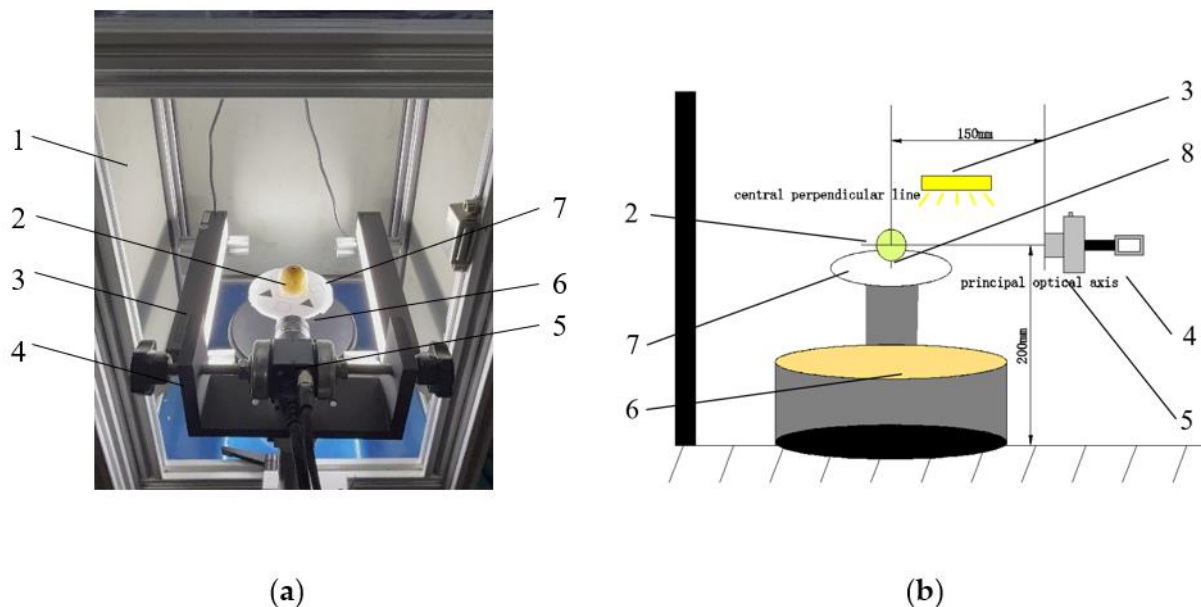 1
2
3
4
7
6
5
3
8
150mm
central perpendicular line
2
principal optical axis
4
7
200mm
6
5
(a)
(b)